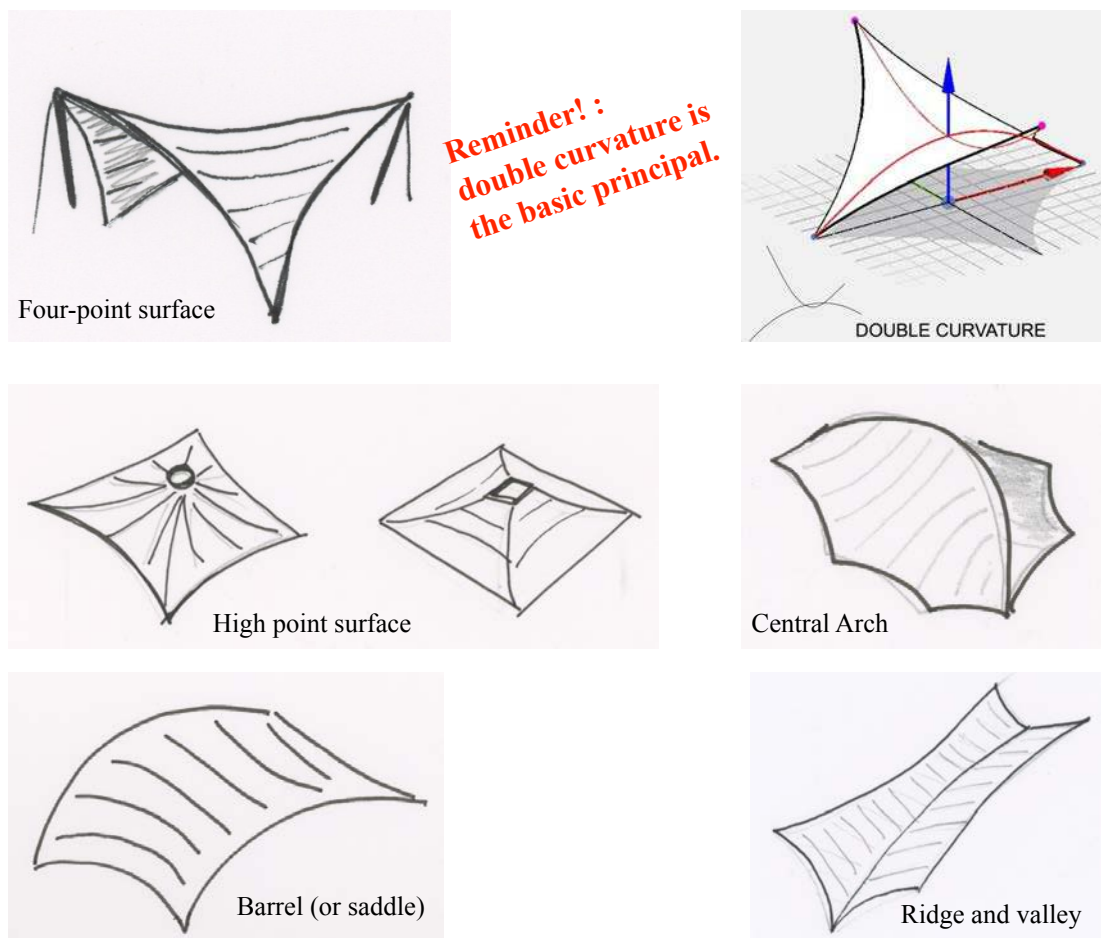 Reminder! :
double curvature is
the basic principal.
Four-point surface
DOUBLE CURVATURE
High point surface
Central Arch
Barrel (or saddle)
Ridge and valley